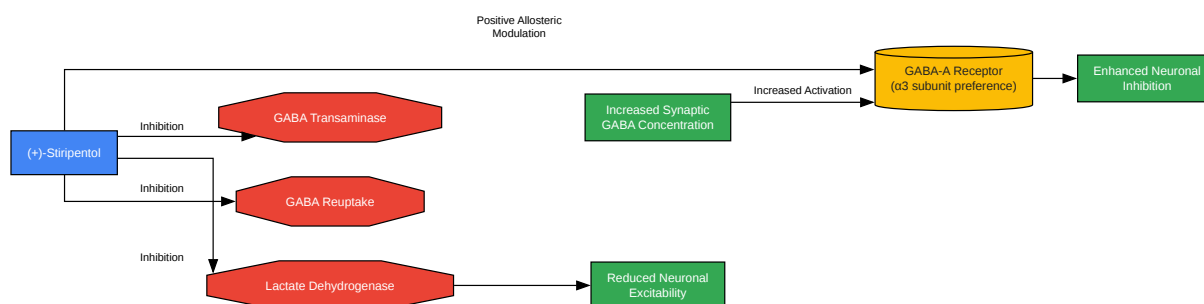 Positive Allosteric
Modulation
GABA-A Receptor
(α3 subunit preference)
Enhanced Neuronal
Inhibition
Increased Activation
Increased Synaptic
GABA Concentration
GABA Transaminase
Inhibition
(+)-Stiripentol
Inhibition
GABA Reuptake
Inhibition
Lactate Dehydrogenase
Reduced Neuronal
Excitability